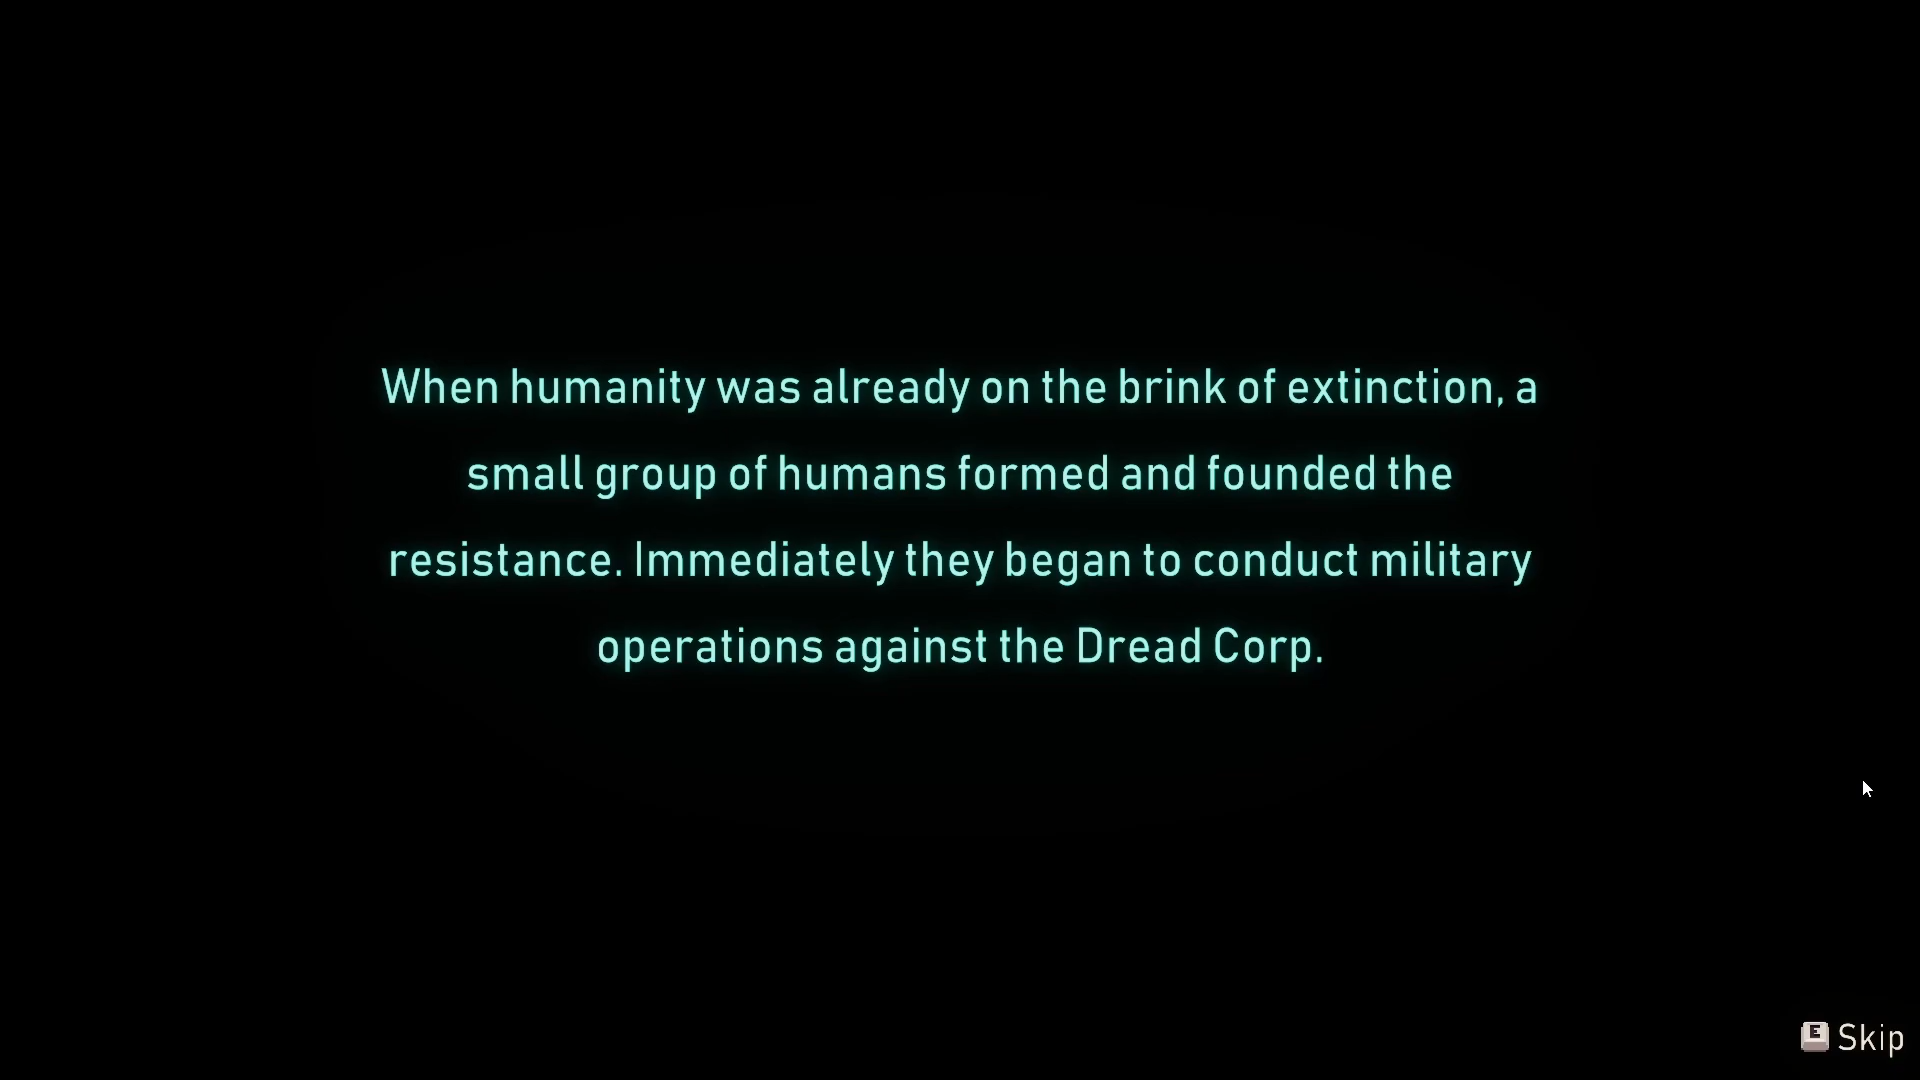 When humanity was already on the brink of extinction, a
small group of humans formed and founded the
resistance. Immediately they began to conduct military
operations against the Dread Corp.
E Skip